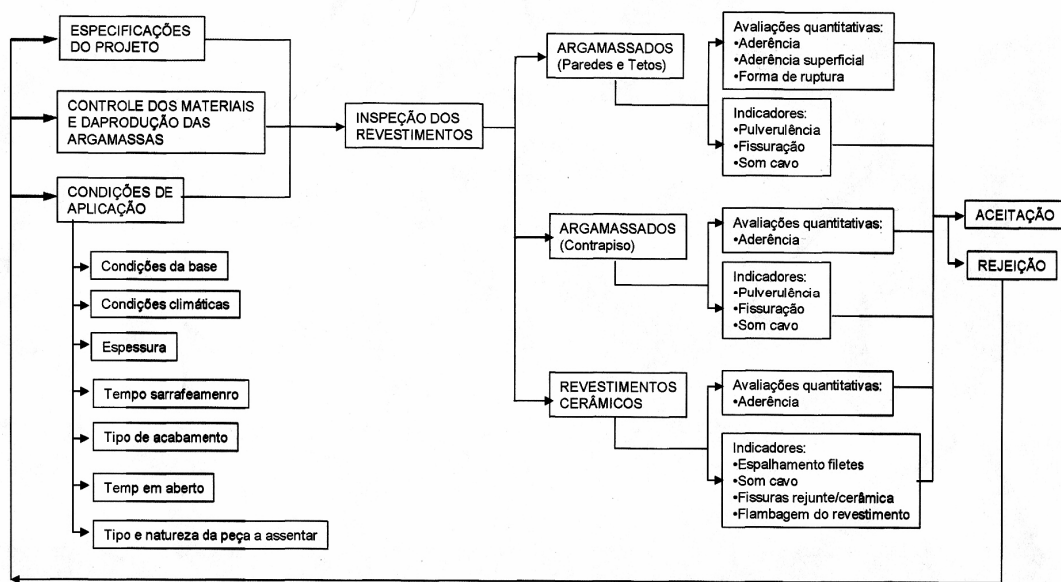 ESPECIFICAÇÕES
DO PROJETO
CONTROLE DOS MATERIAIS
E DAPRODUÇÃO DAS
ARGAMASSAS
CONDIÇÕES DE
APLICAÇÃO
Condições da base
Condições climáticas
Espessura
Tempo sarrafeamenro
Tipo de acabamento
Temp em aberto
Tipo e natureza da peça a assentar
INSPEÇÃO DOS
REVESTIMENTOS
ARGAMASSADOS
(Paredes e Tetos)
Avaliações quantitativas:
•Aderência
•Aderência superficial
•Forma de ruptura
Indicadores:
•Pulverulência
•Fissuração
•Som cavo
ARGAMASSADOS
(Contrapiso)
Avaliações quantitativas:
•Aderência
Indicadores:
•Pulverulência
•Fissuração
•Som cavo
REVESTIMENTOS
CERÂMICOS
Avaliações quantitativas:
•Aderência
Indicadores:
•Espalhamento filetes
•Som cavo
•Fissuras rejunte/cerâmica
•Flambagem do revestimento
ACEITAÇÃO
REJEIÇÃO